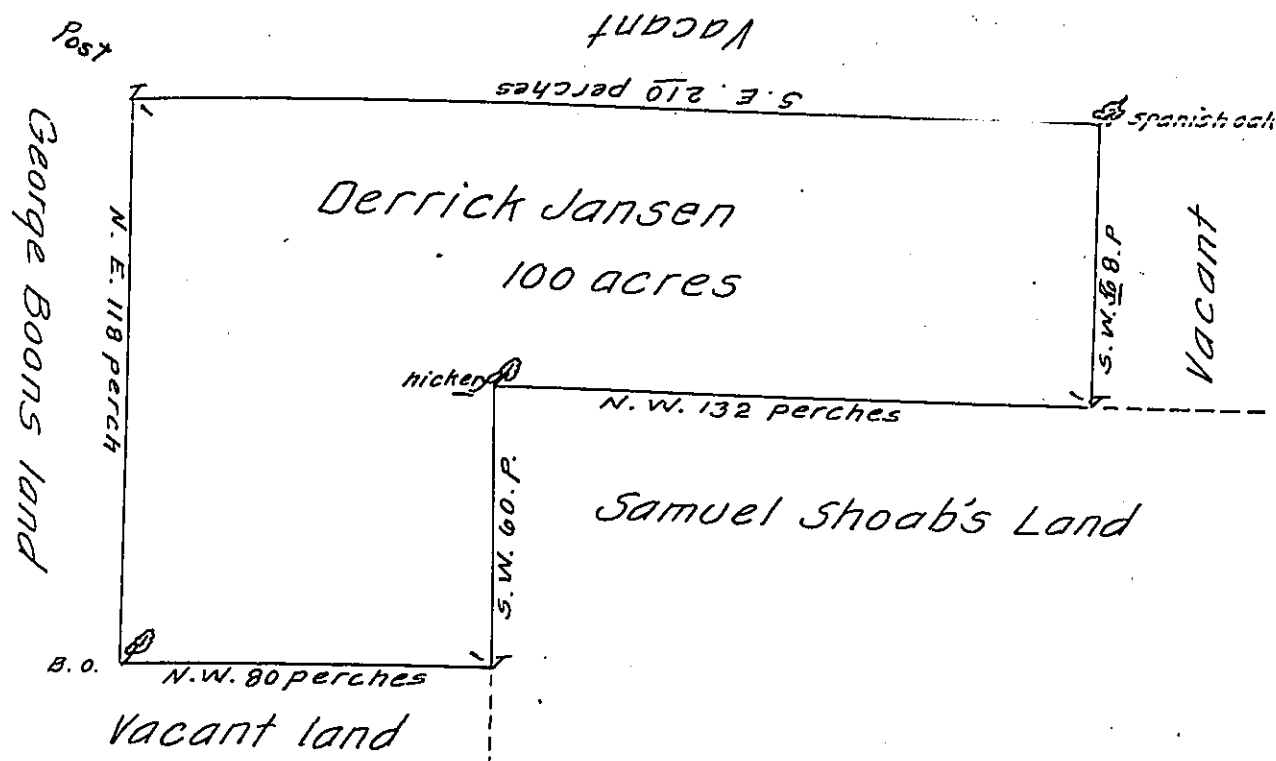 Post
Vacant
S. E. 210 perches
Spanish oak
George Boons land
N. E. 118 perch
Derrick Jansen
100 acres
S. W. 8. P
Vacant
hickery
N. W. 132 perches
S. W. 60. P.
Samuel Shoab's Land
B. O.
N. W. 80 perches
Vacant land